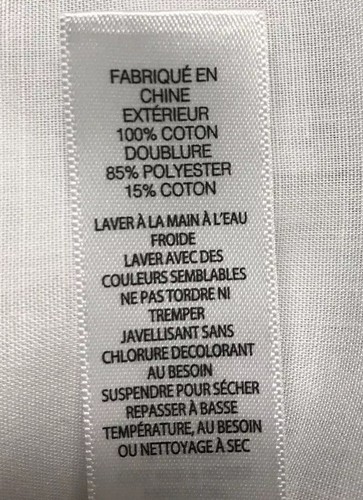 FABRIQUÉ EN
CHINE
EXTÉRIEUR
100% COTON
DOUBLURE
85% POLYESTER
15% COTON
LAVER À LA MAIN À L'EAU
FROIDE
LAVER AVEC DES
COULEURS SEMBLABLES
NE PAS TORDRE NI
TREMPER
JAVELLISANT SANS
CHLORURE DECOLORANT
AU BESOIN
SUSPENDRE POUR SÉCHER
REPASSER À BASSE
TEMPÉRATURE, AU BESOIN
OU NETTOYAGE À SEC